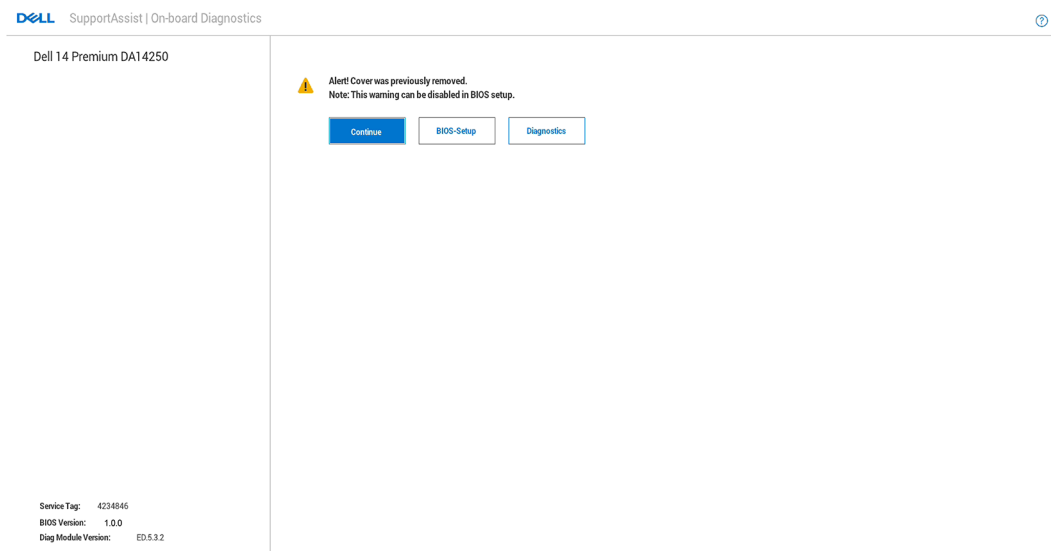 DELL SupportAssist | On-board Diagnostics
Dell 14 Premium DA14250
Alert! Cover was previously removed.
Note: This warning can be disabled in BIOS setup.
Continue BIOS-Setup Diagnostics
Service Tag: 4234846
BIOS Version: 1.0.0
Diag Module Version: ED.5.3.2